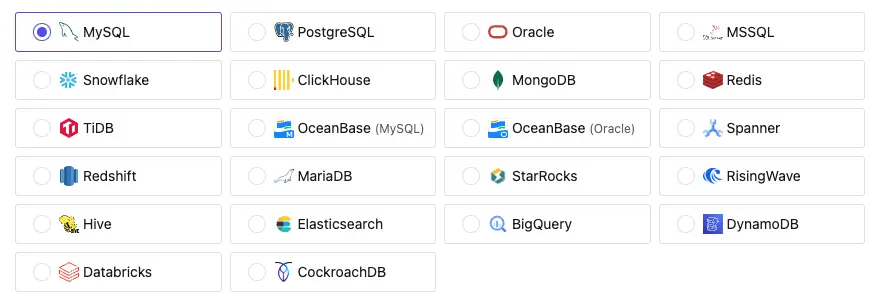 MySQL PostgreSQL Oracle MSSQL
Snowflake ClickHouse MongoDB Redis
TiDB OceanBase (MySQL) OceanBase (Oracle) Spanner
Redshift MariaDB StarRocks RisingWave
Hive Elasticsearch BigQuery DynamoDB
Databricks CockroachDB